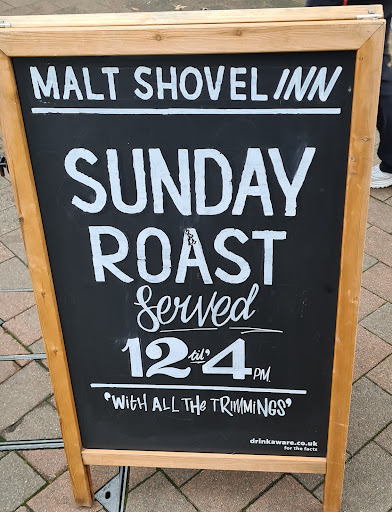 MALT SHOVEL INN
SUNDAY
ROAST
Served
12 til' 4 PM
'WITH ALL THE TRIMMINGS'
drinkaware.co.uk
for the facts